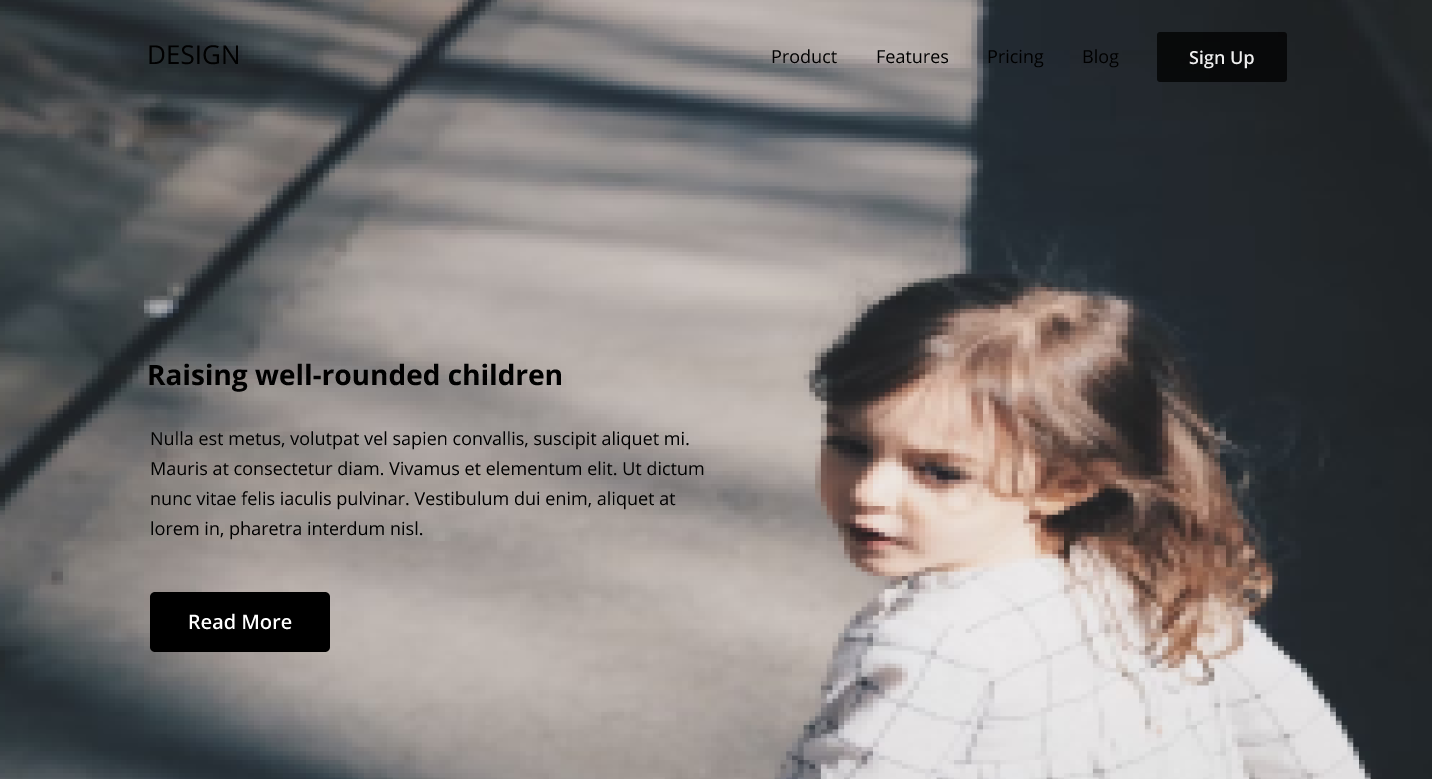 DESIGN
Product
Features
Pricing
Blog
Sign Up
Raising well-rounded children
Nulla est metus, volutpat vel sapien convallis, suscipit aliquet mi.
Mauris at consectetur diam. Vivamus et elementum elit. Ut dictum
nunc vitae felis iaculis pulvinar. Vestibulum dui enim, aliquet at
lorem in, pharetra interdum nisl.
Read More